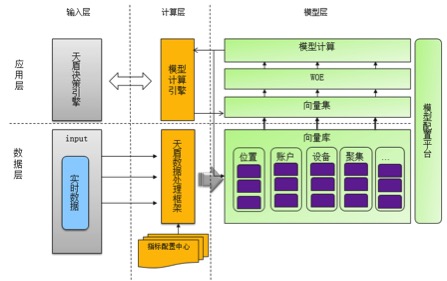 输入层
计算层
模型层
应用层
天盾决策引擎
模型计算引擎
模型计算
WOE
向量集
模型配置平台
数据层
input
实时数据
天盾数据处理框架
向量库
位置
账户
设备
聚集
...
指标配置中心